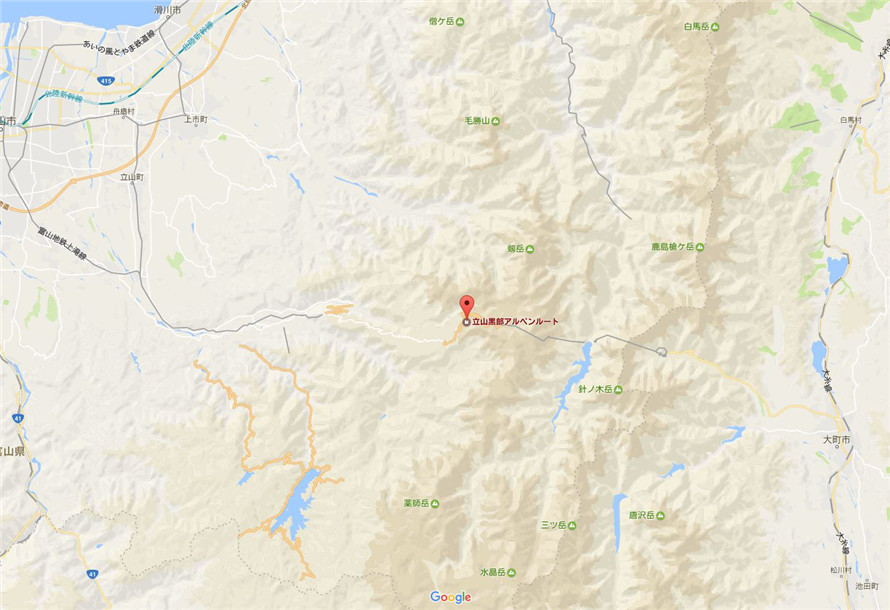 滑川市
僧ケ岳
白馬岳
あいの風とやま鉄道線
北陸新幹線
大糸線
415
北陸新幹線
舟橋村
上市町
毛勝山
白馬村
立山町
富山地鉄上滝線
剱岳
鹿島槍ケ岳
立山黒部アルペンルート
大糸線
針ノ木岳
41
富山県
大町市
薬師岳
三ツ岳
唐沢岳
大糸線
水晶岳
41
松川村
池田町
Google